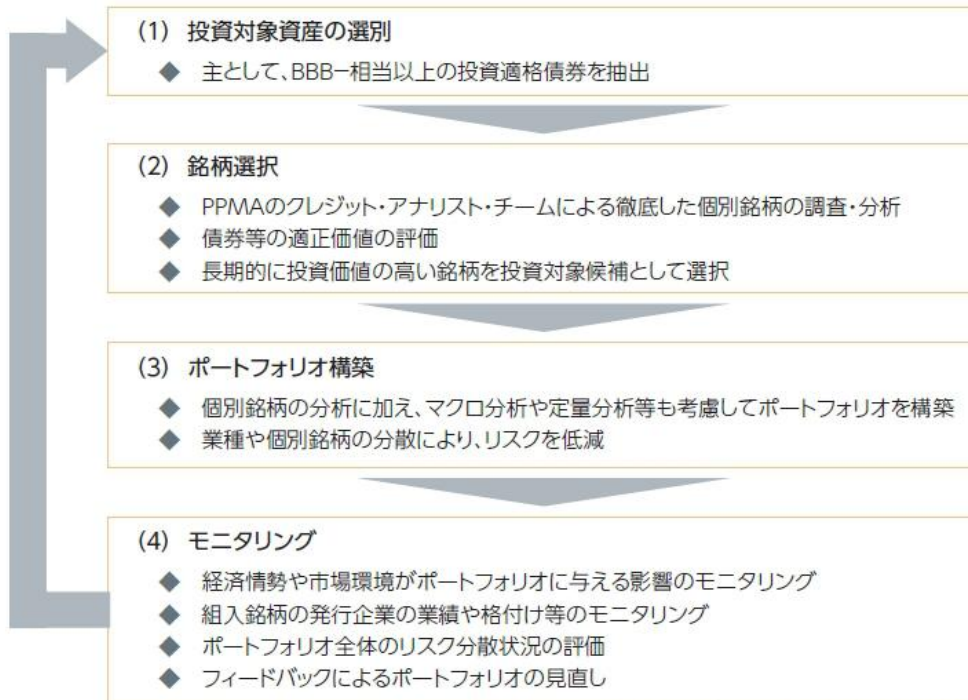 (1) 投資対象資産の選別
◆ 主として、BBB-相当以上の投資適格債券を抽出
(2) 銘柄選択
◆ PPMAのクレジット・アナリスト・チームによる徹底した個別銘柄の調査・分析
◆ 債券等の適正価値の評価
◆ 長期的に投資価値の高い銘柄を投資対象候補として選択
(3) ポートフォリオ構築
◆ 個別銘柄の分析に加え、マクロ分析や定量分析等も考慮してポートフォリオを構築
◆ 業種や個別銘柄の分散により、リスクを低減
(4) モニタリング
◆ 経済情勢や市場環境がポートフォリオに与える影響のモニタリング
◆ 組入銘柄の発行企業の業績や格付け等のモニタリング
◆ ポートフォリオ全体のリスク分散状況の評価
◆ フィードバックによるポートフォリオの見直し